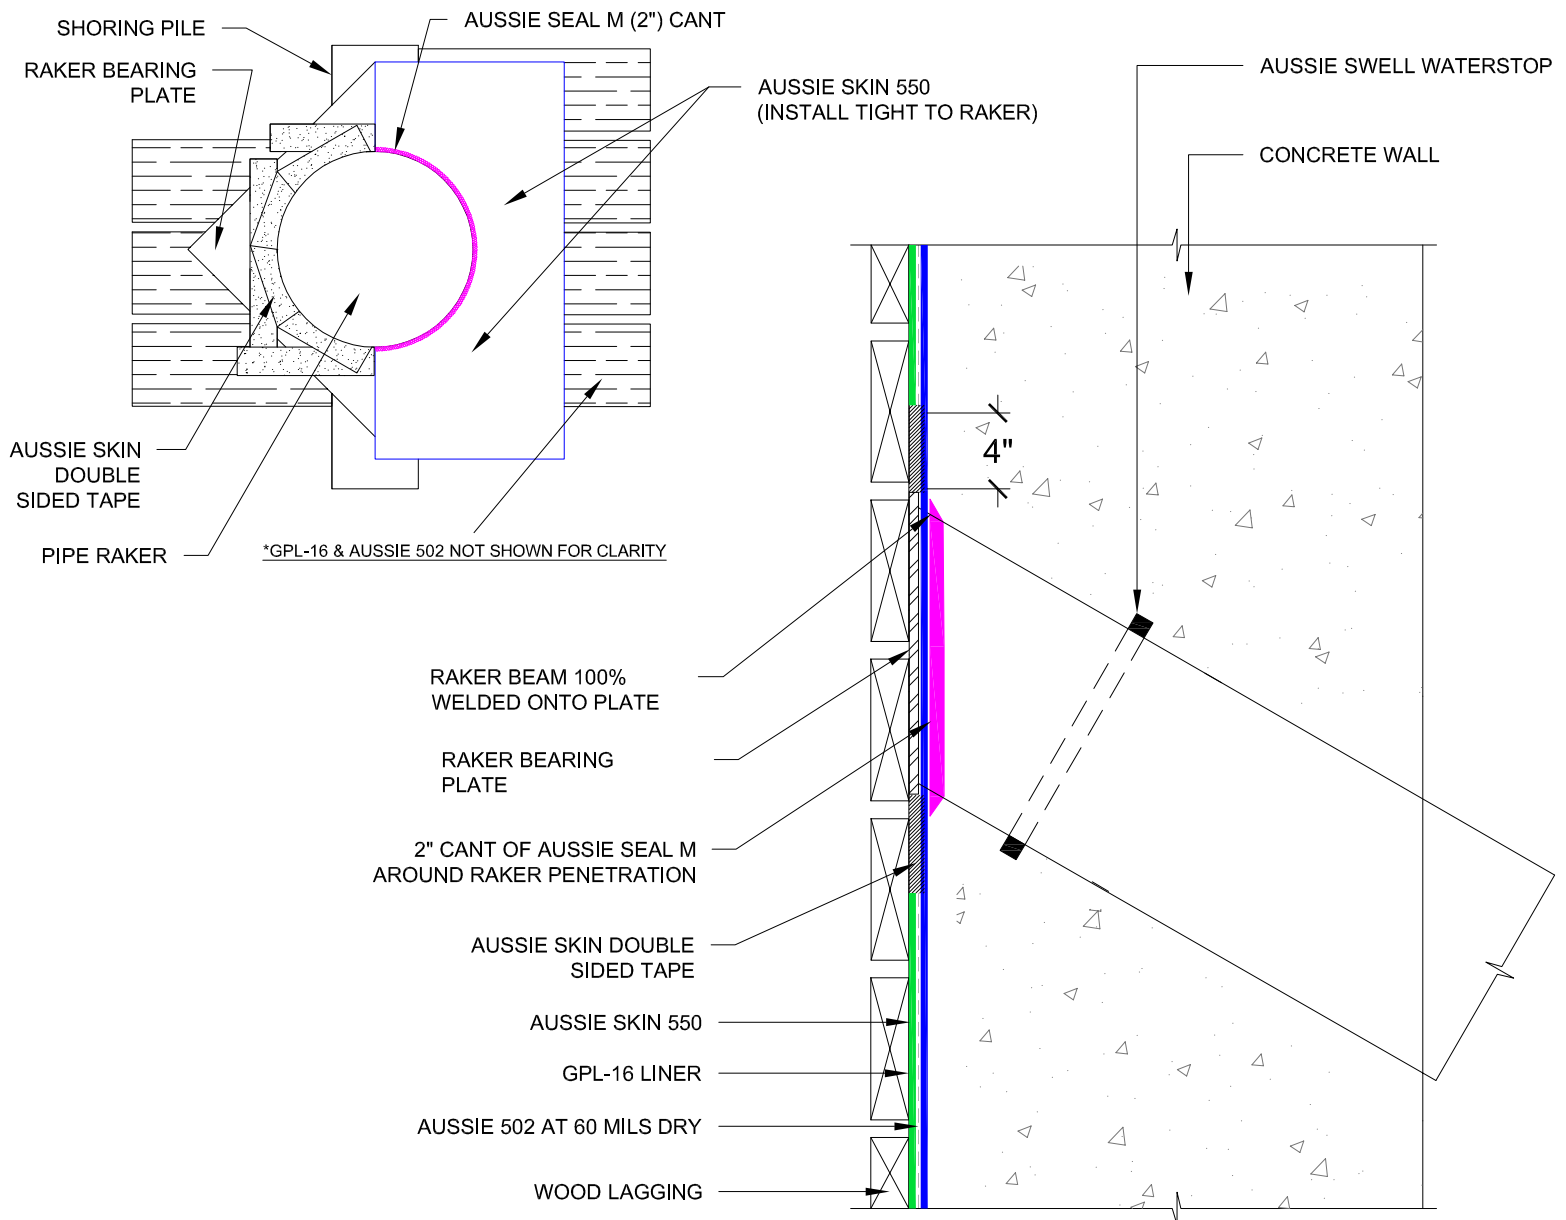 SHORING PILE
RAKER BEARING
PLATE
AUSSIE SEAL M (2") CANT
AUSSIE SKIN 550
(INSTALL TIGHT TO RAKER)
AUSSIE SKIN
DOUBLE
SIDED TAPE
PIPE RAKER
*GPL-16 & AUSSIE 502 NOT SHOWN FOR CLARITY
AUSSIE SWELL WATERSTOP
CONCRETE WALL
4"
RAKER BEAM 100%
WELDED ONTO PLATE
RAKER BEARING
PLATE
2" CANT OF AUSSIE SEAL M
AROUND RAKER PENETRATION
AUSSIE SKIN DOUBLE
SIDED TAPE
AUSSIE SKIN 550
GPL-16 LINER
AUSSIE 502 AT 60 MILS DRY
WOOD LAGGING